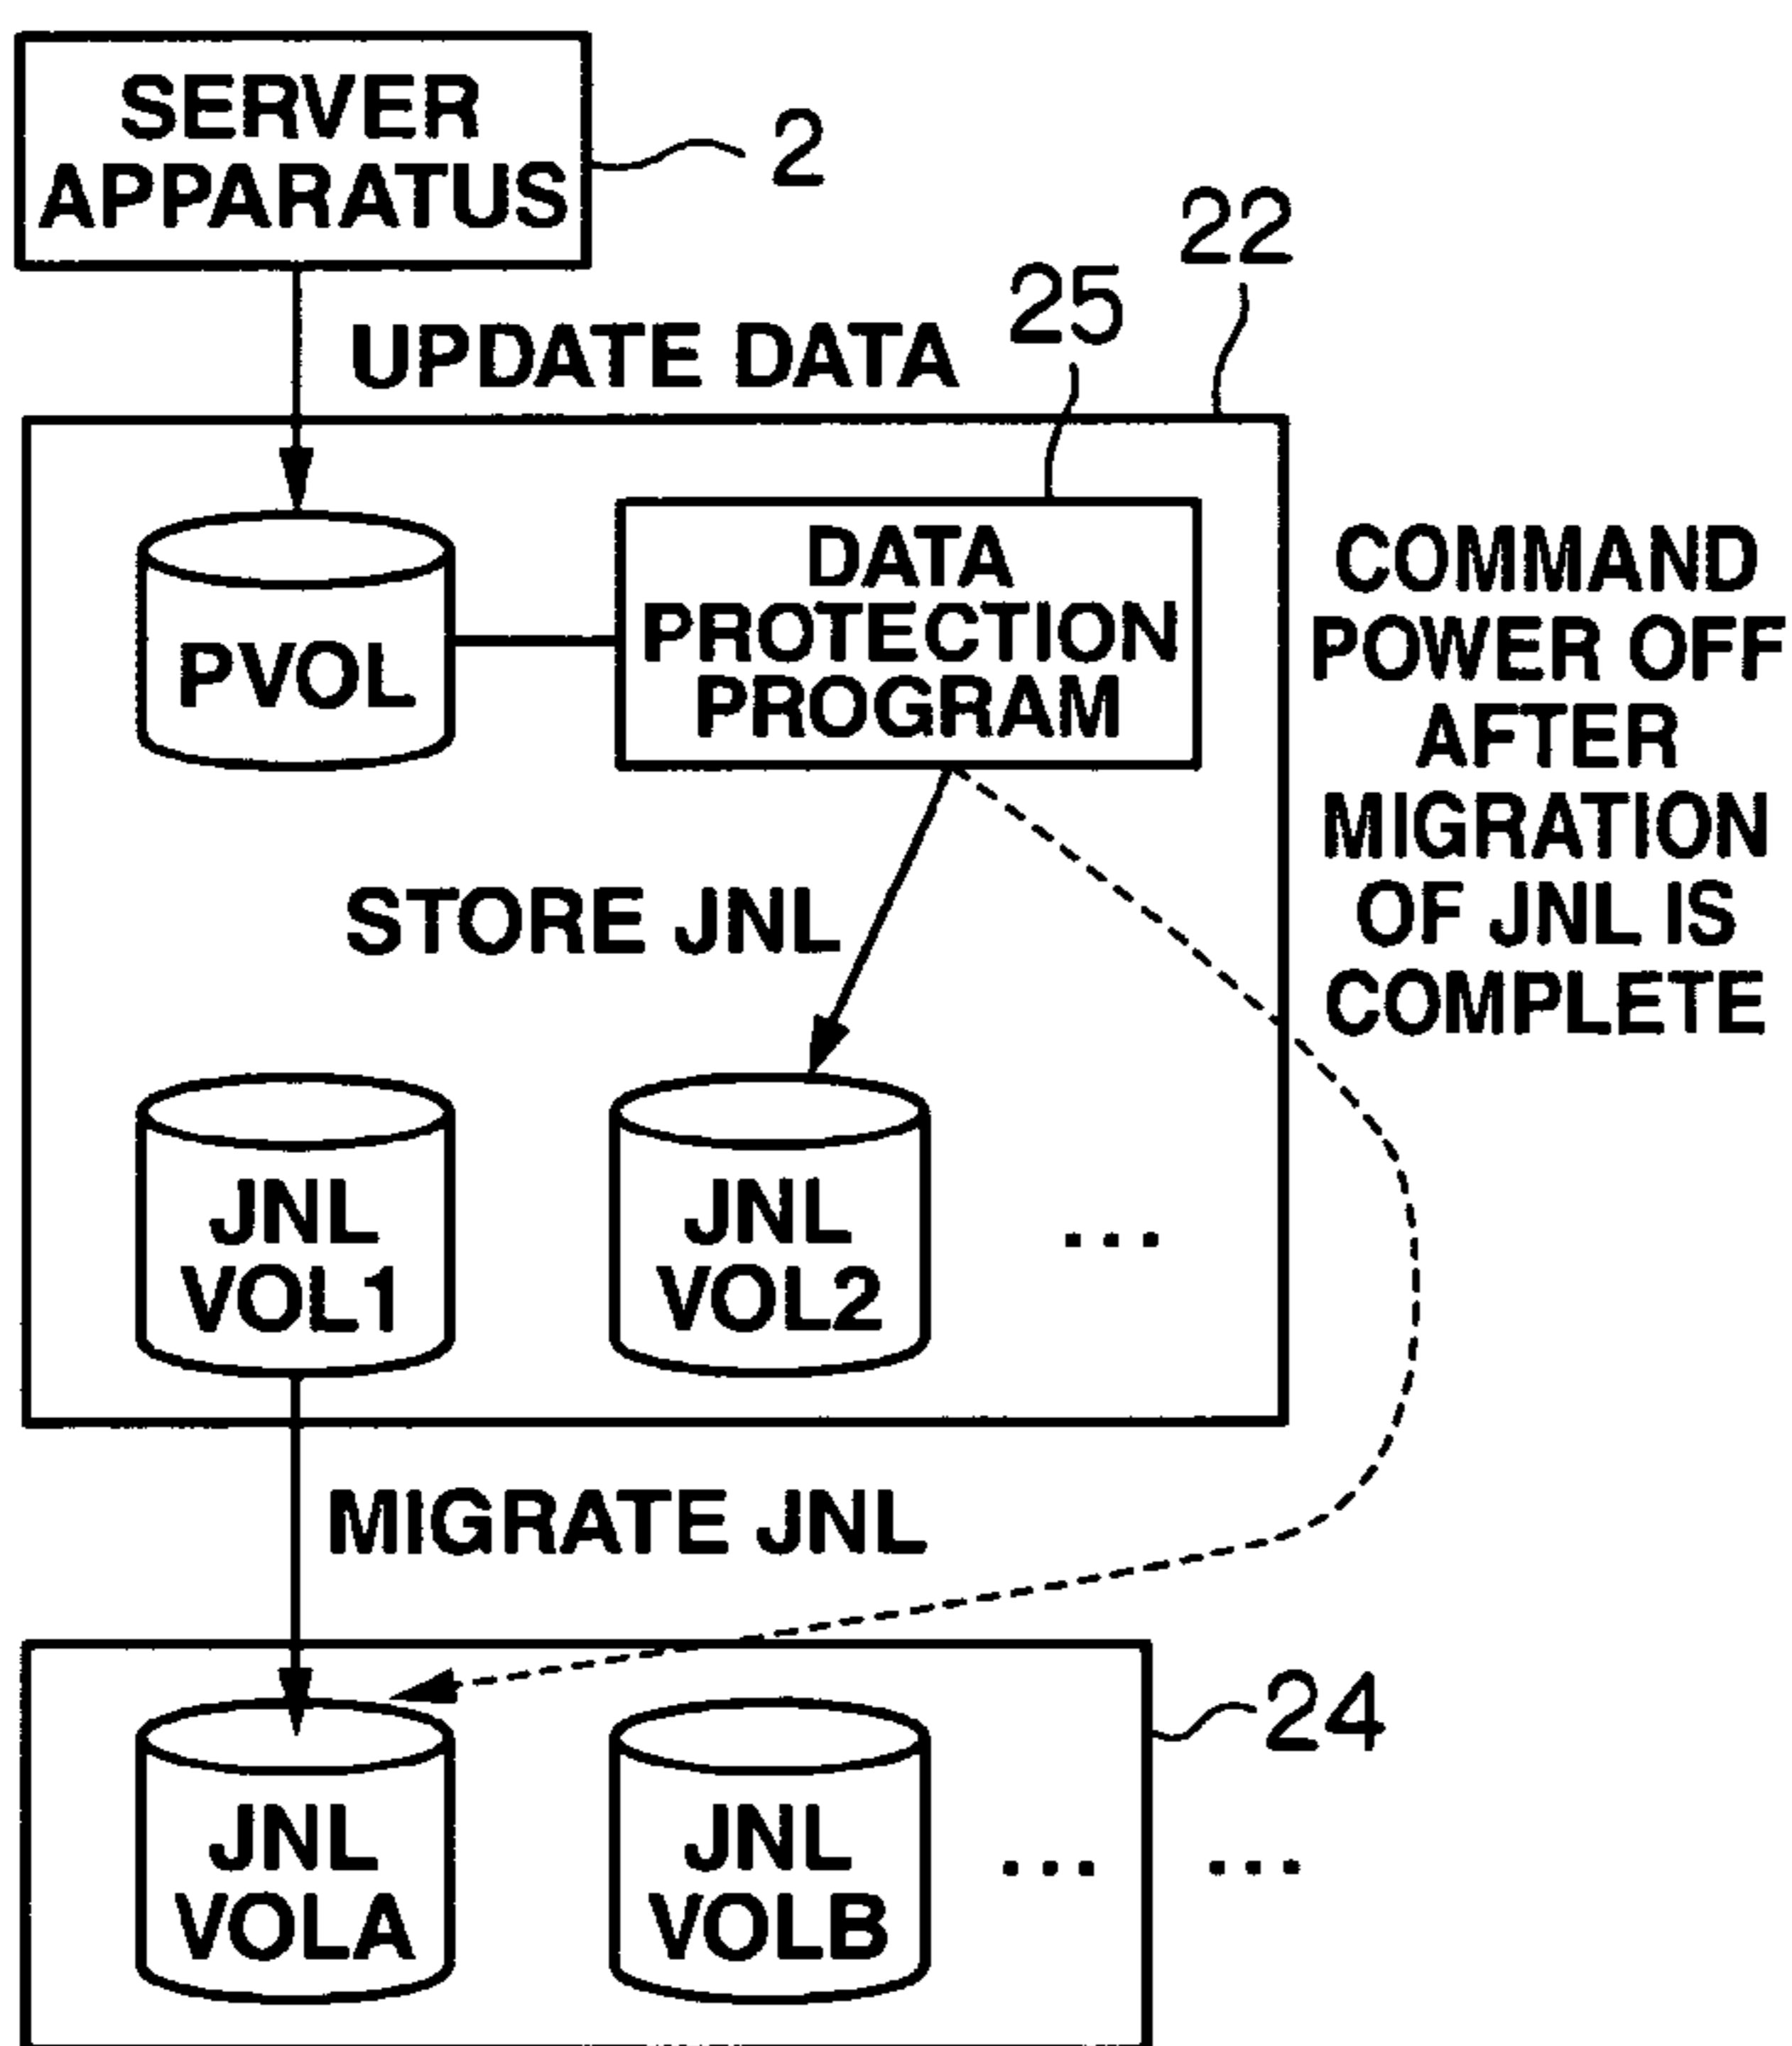 SERVER
APPARATUS
2
22
25
UPDATE DATA
PVOL
DATA
PROTECTION
PROGRAM
COMMAND
POWER OFF
AFTER
MIGRATION
OF JNL IS
COMPLETE
STORE JNL
JNL
VOL1
JNL
VOL2
...
MIGRATE JNL
24
JNL
VOLA
JNL
VOLB
...
...